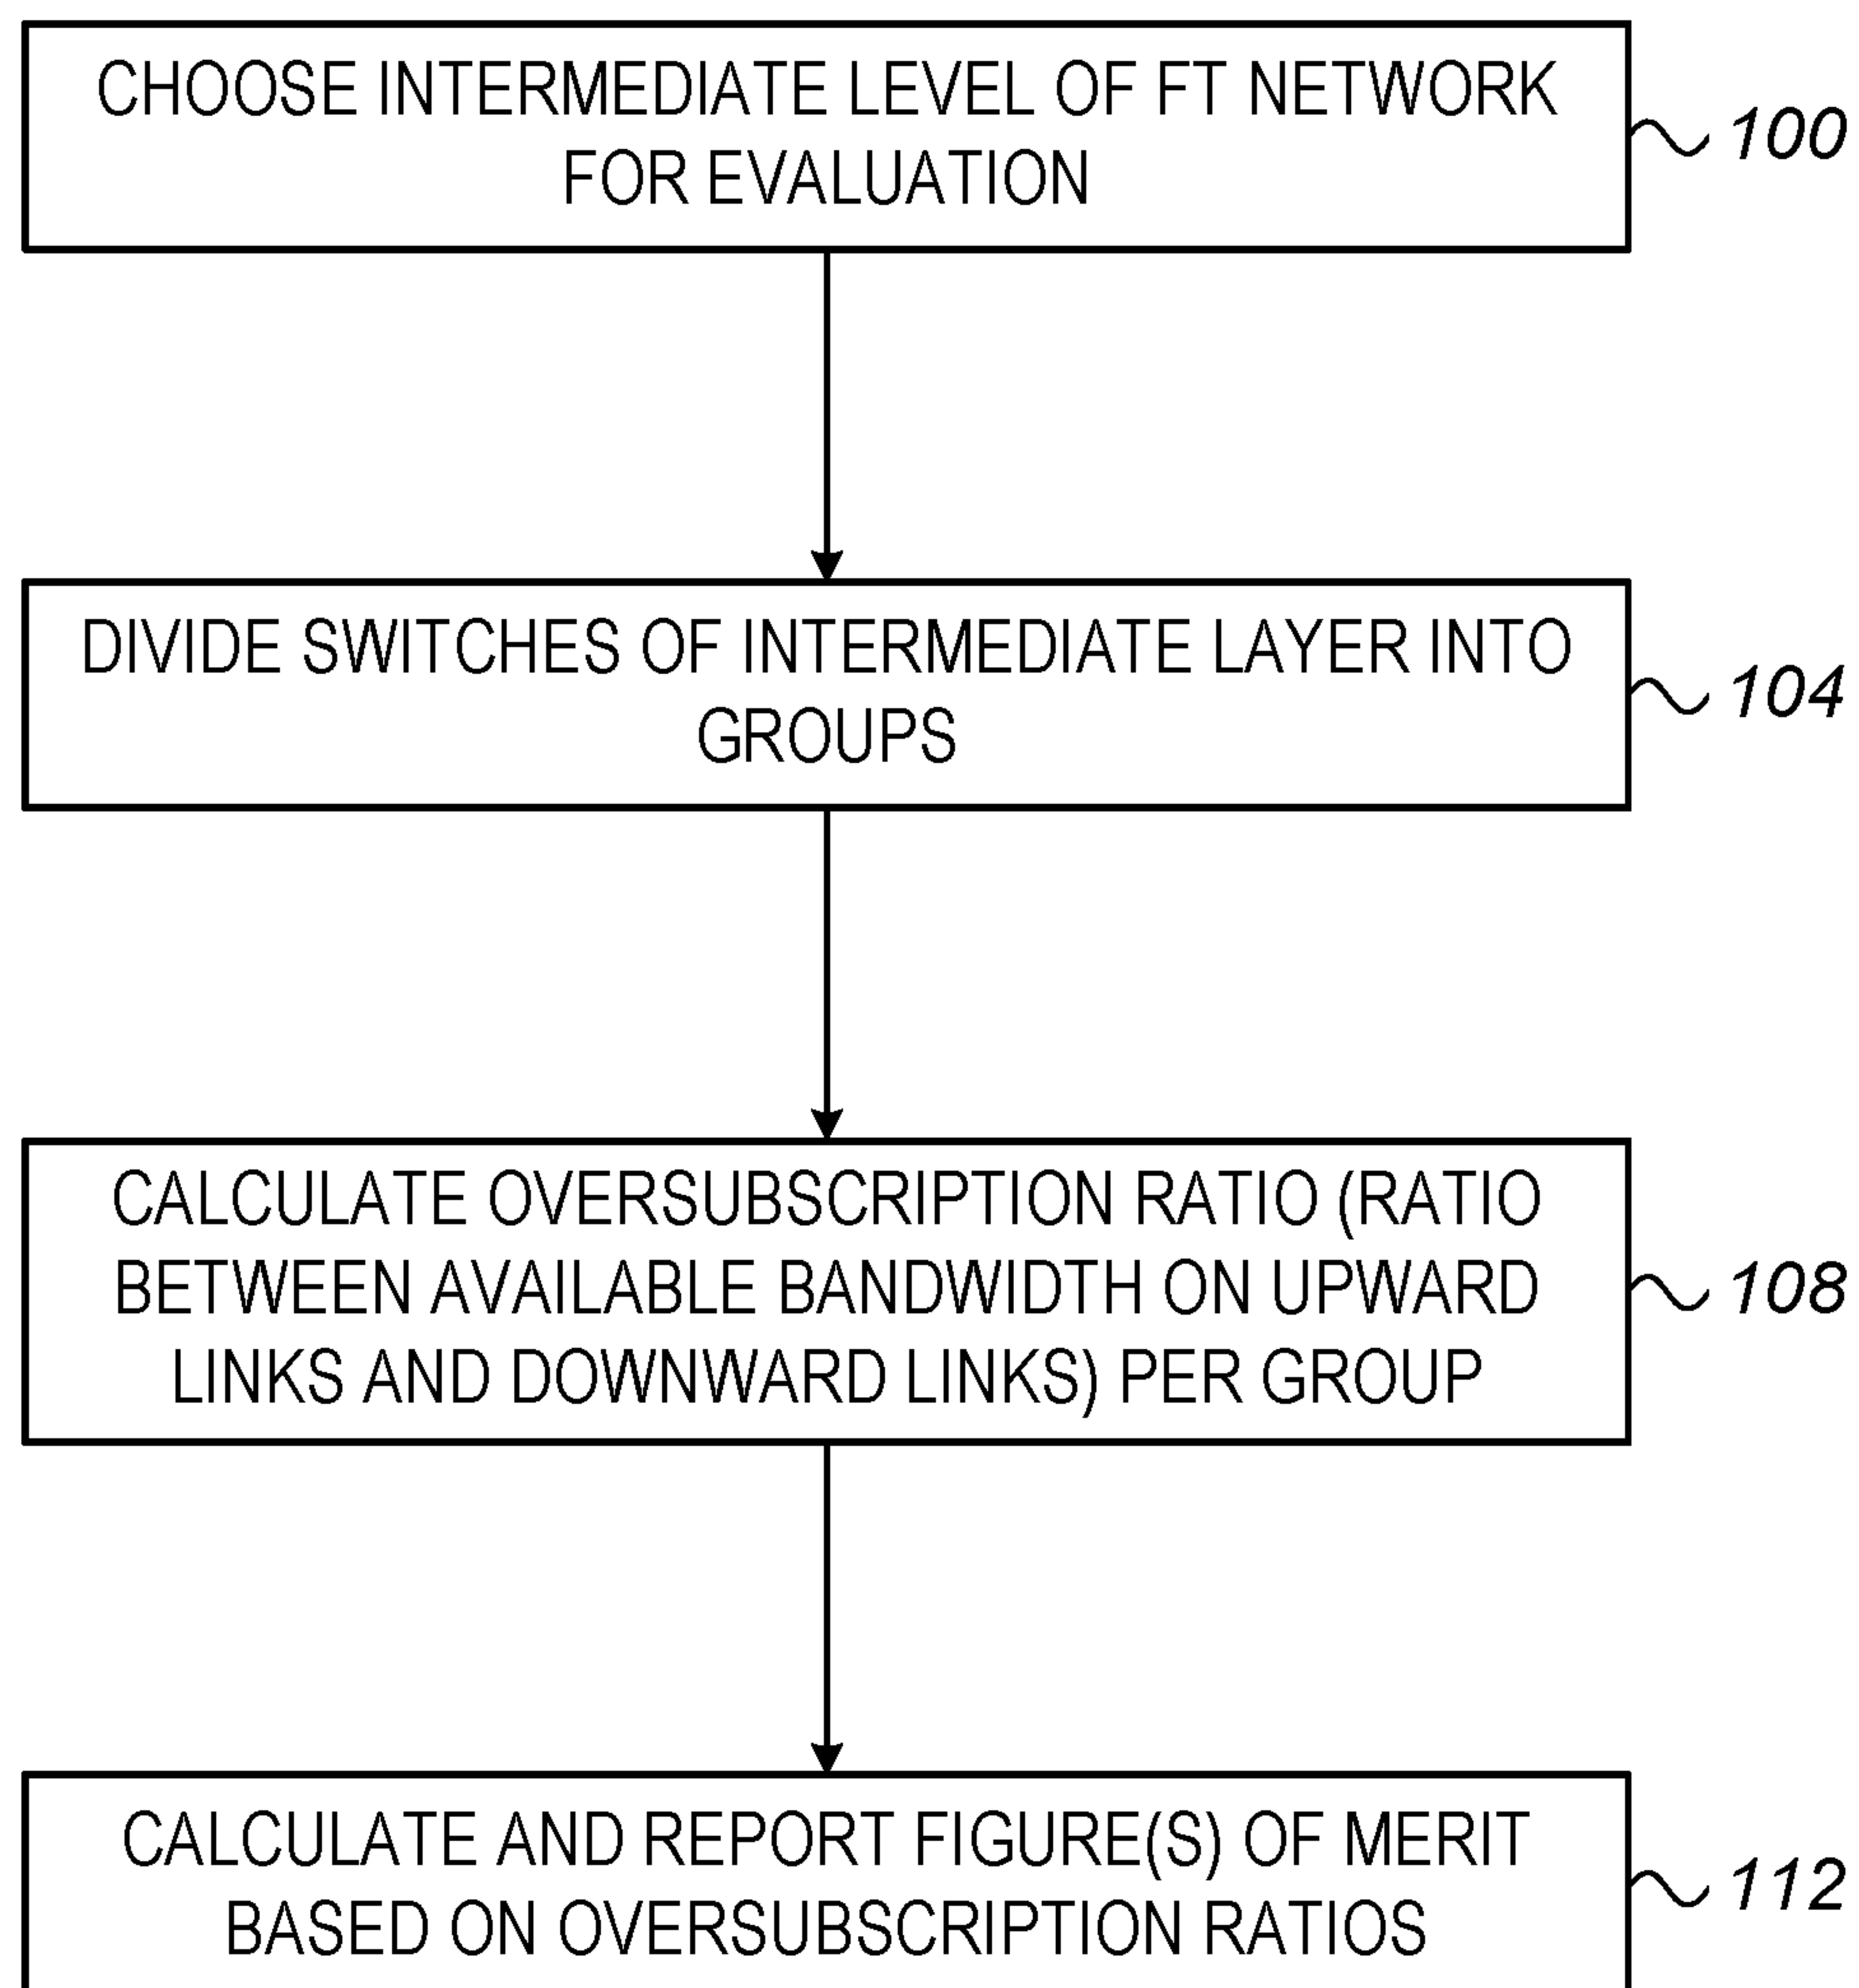 CHOOSE INTERMEDIATE LEVEL OF FT NETWORK
FOR EVALUATION
100
DIVIDE SWITCHES OF INTERMEDIATE LAYER INTO
GROUPS
104
CALCULATE OVERSUBSCRIPTION RATIO (RATIO
BETWEEN AVAILABLE BANDWIDTH ON UPWARD
LINKS AND DOWNWARD LINKS) PER GROUP
108
CALCULATE AND REPORT FIGURE(S) OF MERIT
BASED ON OVERSUBSCRIPTION RATIOS
112